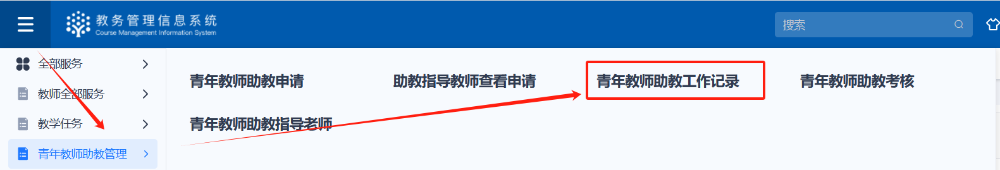 教务管理信息系统
Course Management Information System
搜索
全部服务
教师全部服务
教学任务
青年教师助教管理
青年教师助教申请
助教指导教师查看申请
青年教师助教工作记录
青年教师助教考核
青年教师助教指导老师